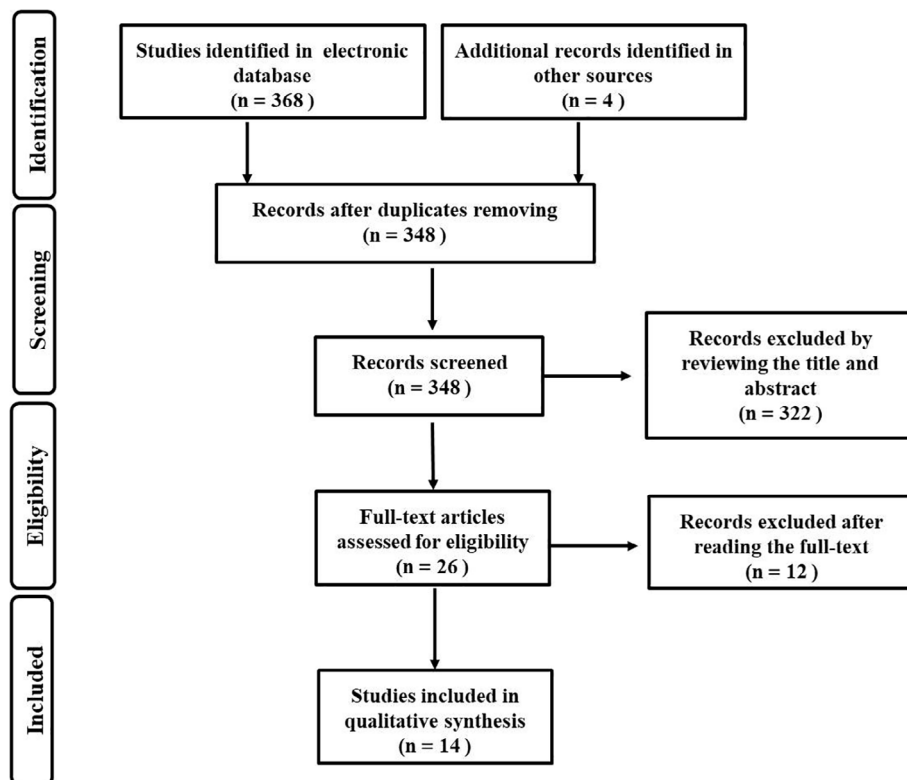 Identification
Studies identified in electronic
database
(n = 368 )
Additional records identified in
other sources
(n = 4 )
Screening
Records after duplicates removing
(n = 348 )
Records screened
(n = 348 )
Records excluded by
reviewing the title and
abstract
(n = 322 )
Eligibility
Full-text articles
assessed for eligibility
(n = 26 )
Records excluded after
reading the full-text
(n = 12 )
Included
Studies included in
qualitative synthesis
(n = 14 )